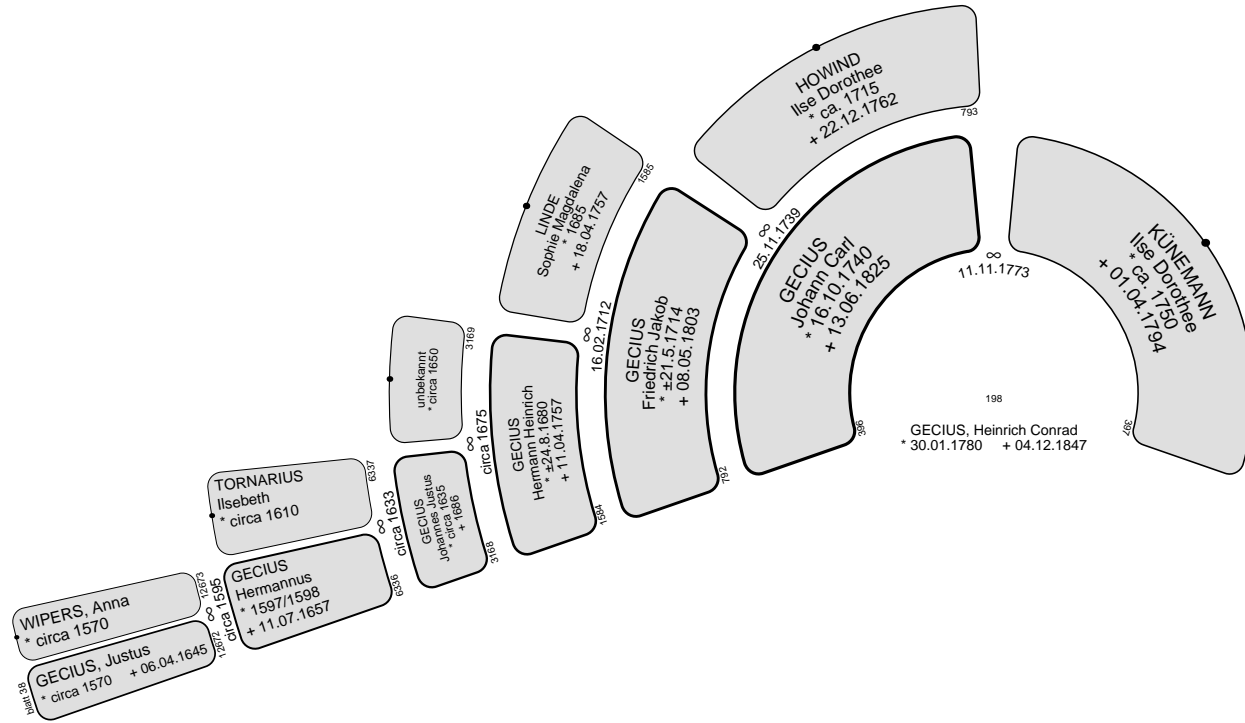 HOWIND
Ilse Dorothee
* ca. 1715
+ 22.12.1762
793
LINDE
Sophie Magdalena
* 1685
+ 18.04.1757
1585
∞
25.11.1739
GECIUS
Johann Carl
* 16.10.1740
+ 13.06.1825
396
∞
11.11.1773
KÜNEMANN
Ilse Dorothee
* ca. 1750
+ 01.04.1794
397
198
GECIUS, Heinrich Conrad
* 30.01.1780 + 04.12.1847
∞
16.02.1712
GECIUS
Friedrich Jakob
* ±21.5.1714
+ 08.05.1803
792
unbekannt
* circa 1650
3169
∞
circa 1675
GECIUS
Hermann Heinrich
* ±24.8.1680
+ 11.04.1757
1584
TORNARIUS
Ilsebeth
* circa 1610
6337
∞
circa 1633
GECIUS
Johannes Justus
* circa 1635
+ 1686
3168
GECIUS
Hermannus
* 1597/1598
+ 11.07.1657
6336
WIPERS, Anna
* circa 1570
12673
∞
circa 1595
GECIUS, Justus
* circa 1570 + 06.04.1645
12672
blatt 38